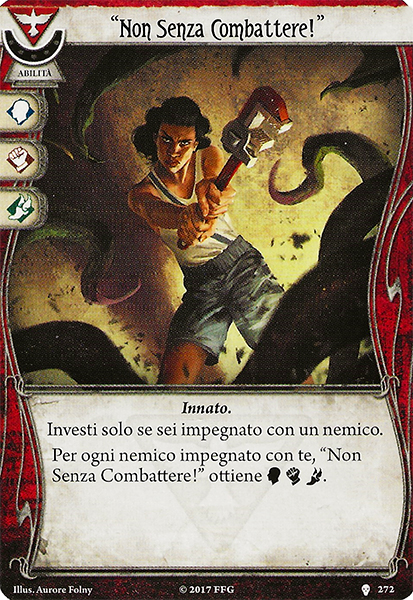 “Non Senza Combattere!”
ABILITÀ
Innato.
Investi solo se sei impegnato con un nemico.
Per ogni nemico impegnato con te, “Non
Senza Combattere!” ottiene .
Illus. Aurore Folny © 2017 FFG 272